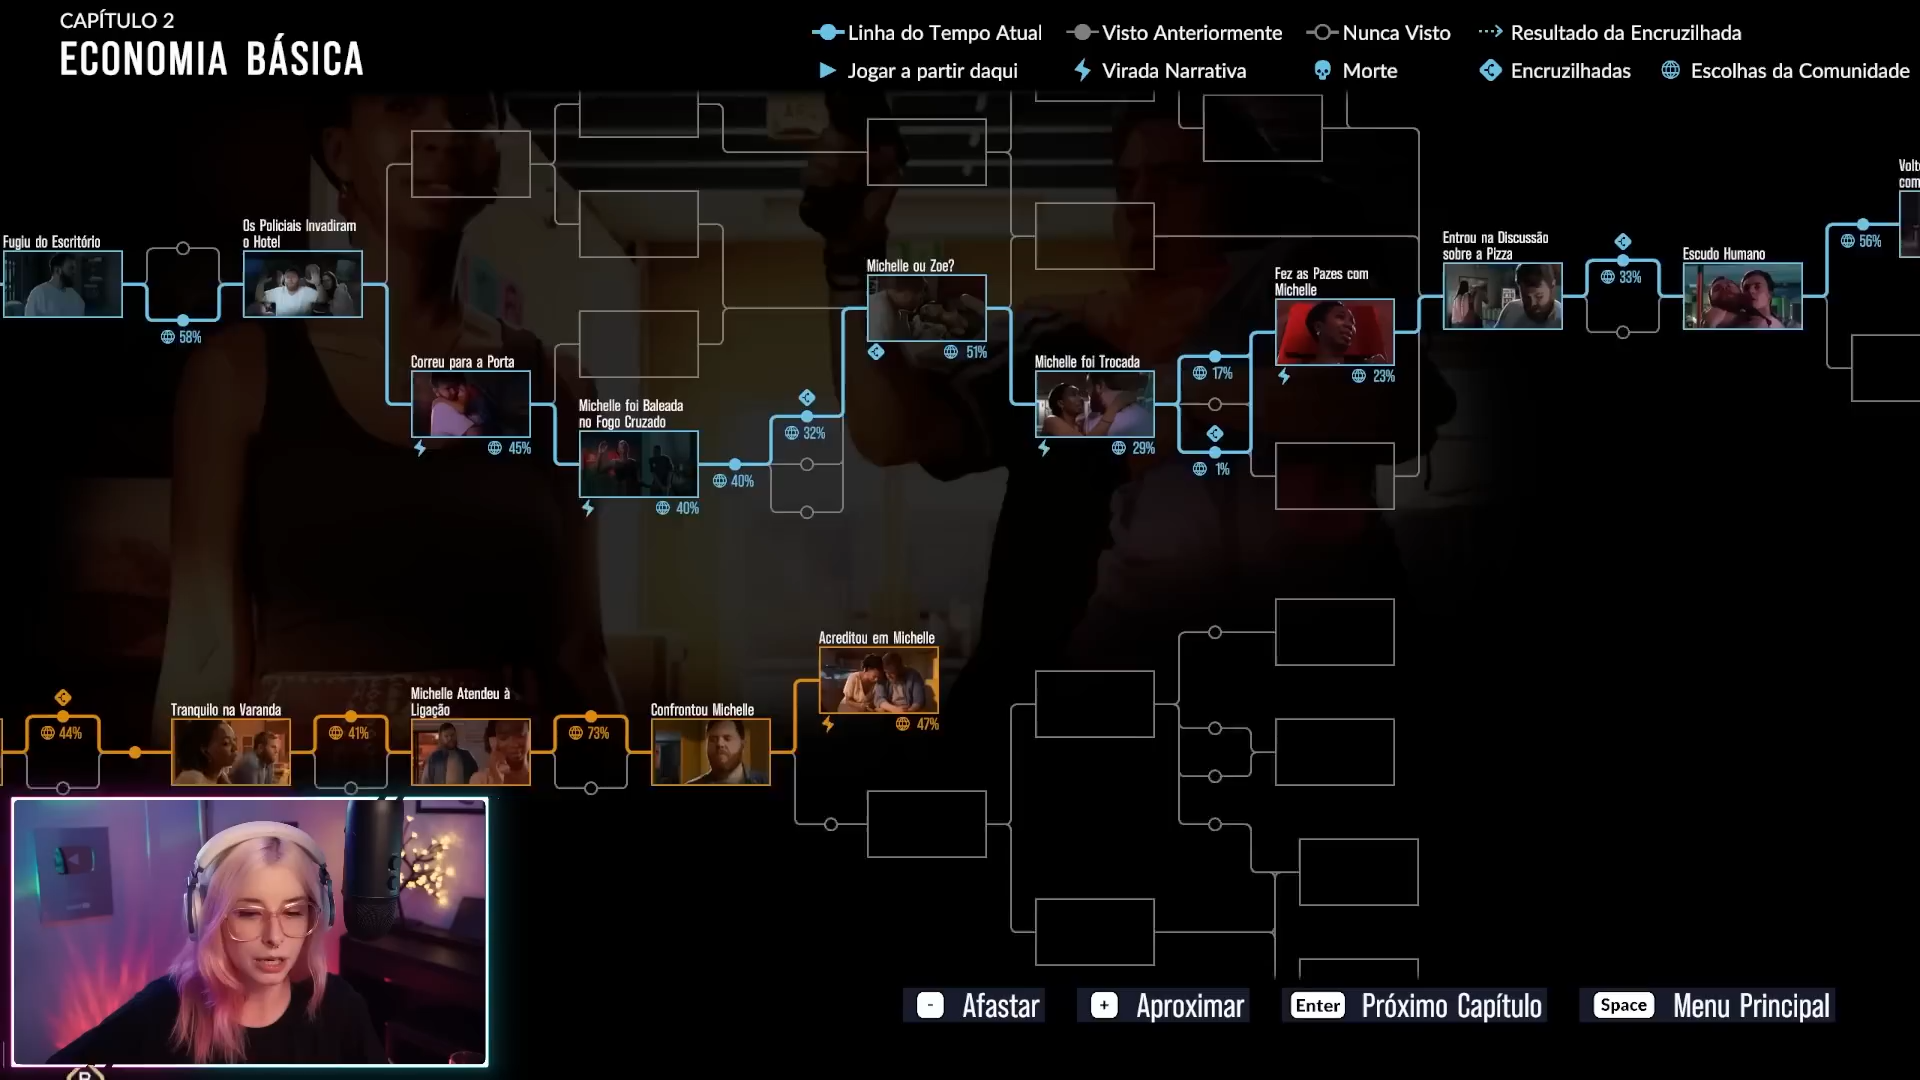 CAPÍTULO 2
ECONOMIA BÁSICA
Linha do Tempo Atual
Visto Anteriormente
Nunca Visto
Resultado da Encruzilhada
Jogar a partir daqui
Virada Narrativa
Morte
Encruzilhadas
Escolhas da Comunidade
Fugiu do Escritório
58%
Os Policiais Invadiram
o Hotel
Correu para a Porta
45%
Michelle foi Baleada
no Fogo Cruzado
40%
40%
32%
Michelle ou Zoe?
51%
Michelle foi Trocada
29%
17%
1%
Fez as Pazes com
Michelle
23%
Entrou na Discussão
sobre a Pizza
33%
Escudo Humano
56%
44%
Tranquilo na Varanda
41%
Michelle Atendeu à
Ligação
73%
Confrontou Michelle
Acreditou em Michelle
47%
- Afastar
+ Aproximar
Enter Próximo Capítulo
Space Menu Principal